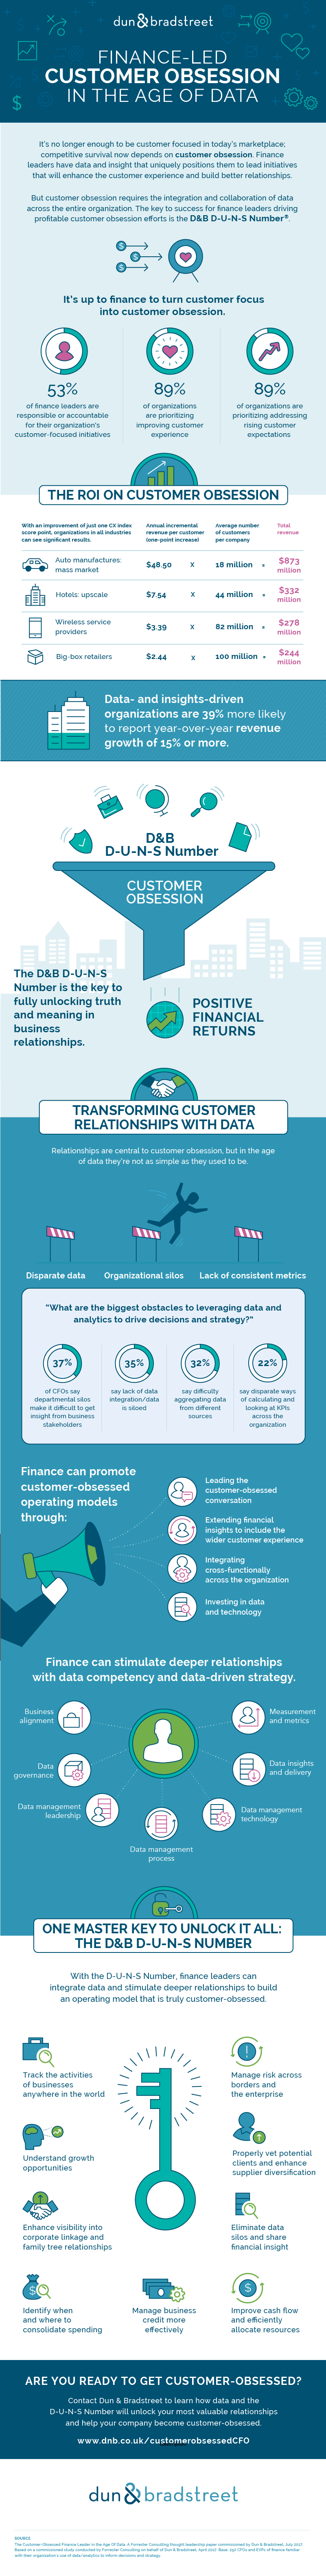 dun&bradstreet
FINANCE-LED
CUSTOMER OBSESSION
IN THE AGE OF DATA
It's no longer enough to be customer focused in today's marketplace;
competitive survival now depends on customer obsession. Finance
leaders have data and insight that uniquely positions them to lead initiatives
that will enhance the customer experience and build better relationships.
But customer obsession requires the integration and collaboration of data
across the entire organization. The key to success for finance leaders driving
profitable customer obsession efforts is the D&B D-U-N-S Number®.
It's up to finance to turn customer focus
into customer obsession.
53%
of finance leaders are
responsible or accountable
for their organization's
customer-focused initiatives
89%
of organizations
are prioritizing
improving customer
experience
89%
of organizations are
prioritizing addressing
rising customer
expectations
THE ROI ON CUSTOMER OBSESSION
With an improvement of just one CX index
score point, organizations in all industries
can see significant results.
Annual incremental
revenue per customer
(one-point increase)
Average number
of customers
per company
Total
revenue
Auto manufactures:
mass market
$48.50 x 18 million = $873
million
Hotels: upscale
$7.54 x 44 million = $332
million
Wireless service
providers
$3.39 x 82 million = $278
million
Big-box retailers
$2.44 x 100 million = $244
million
Data- and insights-driven
organizations are 39% more likely
to report year-over-year revenue
growth of 15% or more.
D&B
D-U-N-S Number
CUSTOMER
OBSESSION
The D&B D-U-N-S
Number is the key to
fully unlocking truth
and meaning in
business
relationships.
POSITIVE
FINANCIAL
RETURNS
TRANSFORMING CUSTOMER
RELATIONSHIPS WITH DATA
Relationships are central to customer obsession, but in the age
of data they're not as simple as they used to be.
Disparate data
Organizational silos
Lack of consistent metrics
"What are the biggest obstacles to leveraging data and
analytics to drive decisions and strategy?"
37%
of CFOs say
departmental silos
make it difficult to get
insight from business
stakeholders
35%
say lack of data
integration/data
is siloed
32%
say difficulty
aggregating data
from different
sources
22%
say disparate ways
of calculating and
looking at KPIs
across the
organization
Finance can promote
customer-obsessed
operating models
through:
Leading the
customer-obsessed
conversation
Extending financial
insights to include the
wider customer experience
Integrating
cross-functionally
across the organization
Investing in data
and technology
Finance can stimulate deeper relationships
with data competency and data-driven strategy.
Business
alignment
Measurement
and metrics
Data
governance
Data insights
and delivery
Data management
leadership
Data management
technology
Data management
process
ONE MASTER KEY TO UNLOCK IT ALL:
THE D&B D-U-N-S NUMBER
With the D-U-N-S Number, finance leaders can
integrate data and stimulate deeper relationships to build
an operating model that is truly customer-obsessed.
Track the activities
of businesses
anywhere in the world
Manage risk across
borders and
the enterprise
Understand growth
opportunities
Properly vet potential
clients and enhance
supplier diversification
Enhance visibility into
corporate linkage and
family tree relationships
Eliminate data
silos and share
financial insight
Identify when
and where to
consolidate spending
Manage business
credit more
effectively
Improve cash flow
and efficiently
allocate resources
ARE YOU READY TO GET CUSTOMER-OBSESSED?
Contact Dun & Bradstreet to learn how data and the
D-U-N-S Number will unlock your most valuable relationships
and help your company become customer-obsessed.
www.dnb.co.uk/customerobsessedCFO
dun&bradstreet
SOURCE
The Customer-Obsessed Finance Leader In the Age Of Data, A Forrester Consulting thought leadership paper commissioned by Dun & Bradstreet, July 2017.
Based on a commissioned study conducted by Forrester Consulting on behalf of Dun & Bradstreet, April 2017. Base: 250 CFOs and EVPs of finance familiar
with their organization's use of data/analytics to inform decisions and strategy.